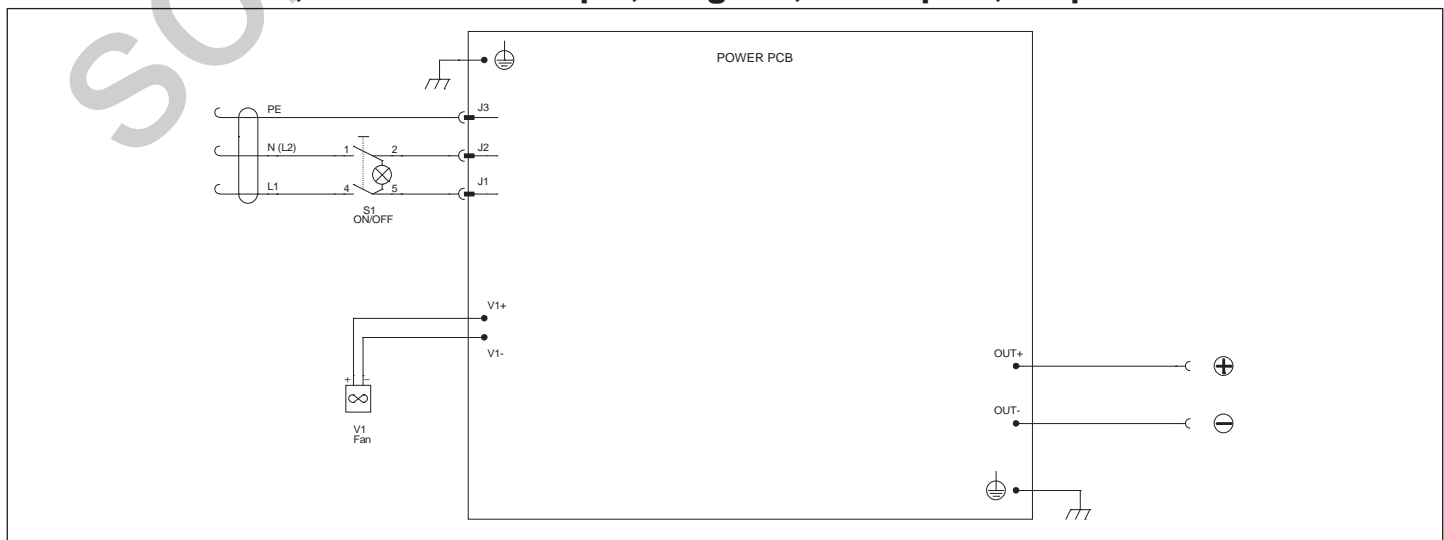 POWER PCB
PE
J3
N (L2)
1
2
J2
L1
4
5
J1
S1
ON/OFF
V1+
V1-
+ -
V1
Fan
OUT+
OUT-